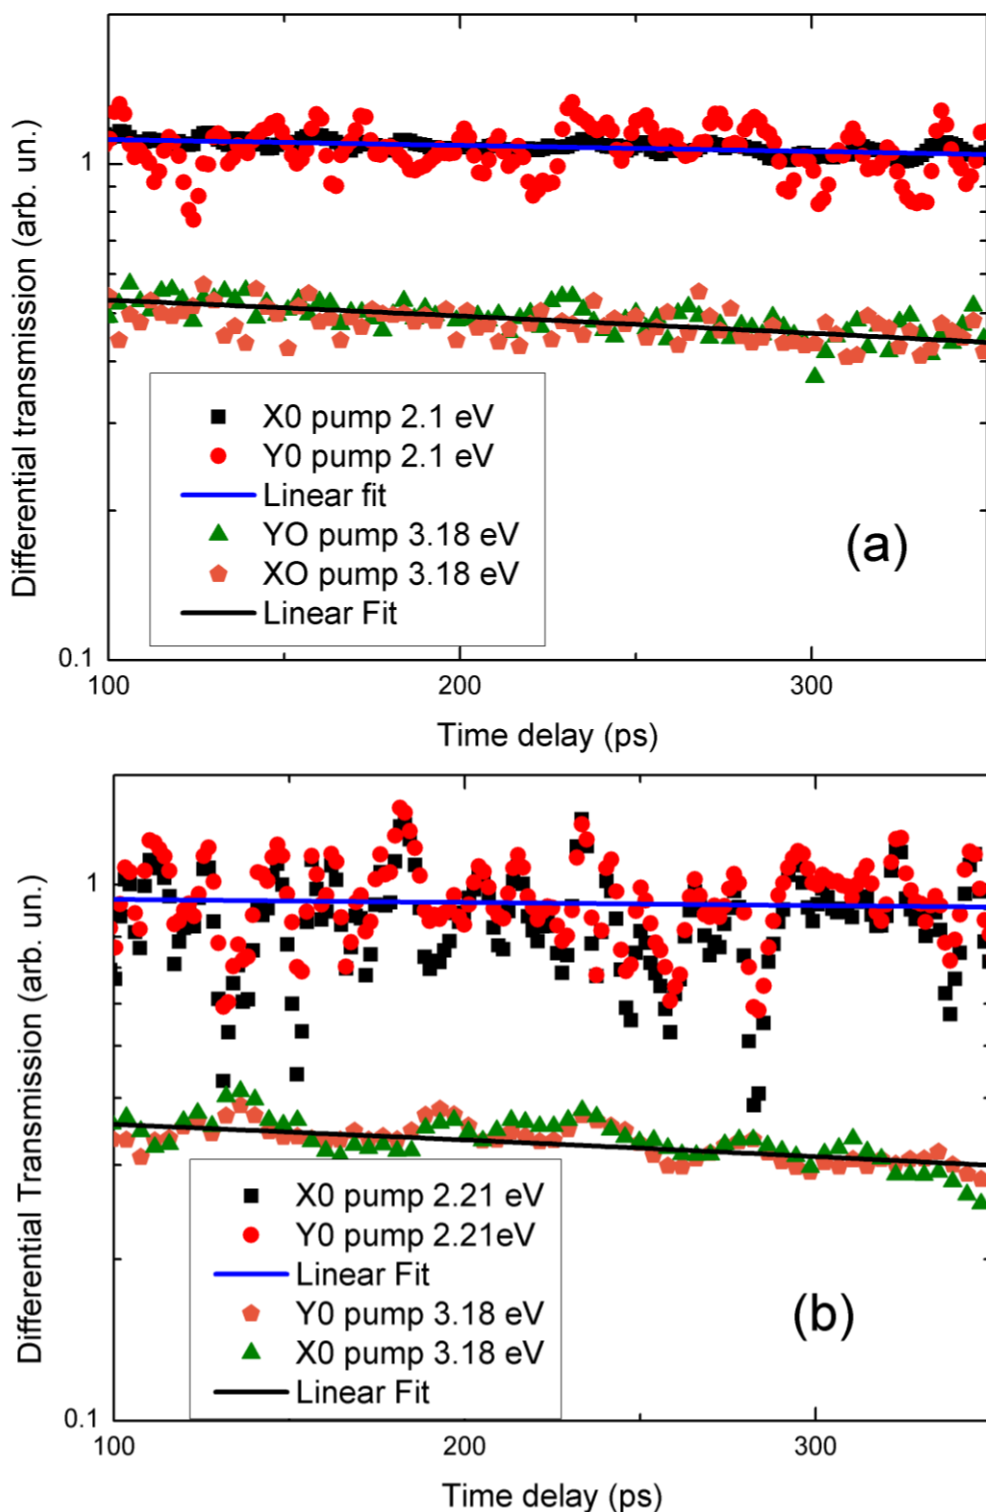 Differential transmission (arb. un.)
1
0.1
X0 pump 2.1 eV
Y0 pump 2.1 eV
Linear fit
YO pump 3.18 eV
XO pump 3.18 eV
Linear Fit
(a)
100
200
300
Time delay (ps)
Differential Transmission (arb. un.)
1
0.1
X0 pump 2.21 eV
Y0 pump 2.21eV
Linear Fit
Y0 pump 3.18 eV
X0 pump 3.18 eV
Linear Fit
(b)
100
200
300
Time delay (ps)